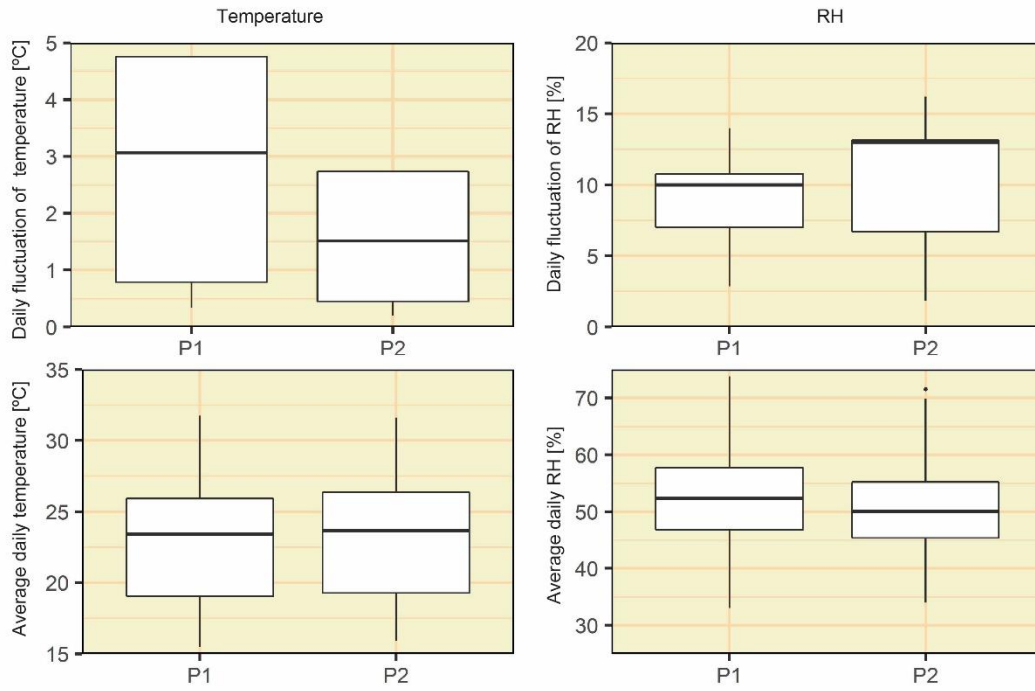 Temperature
Daily fluctuation of temperature [ºC]
5
4
3
2
1
0
P1 P2
RH
Daily fluctuation of RH [%]
20
15
10
5
0
P1 P2
Average daily temperature [ºC]
35
30
25
20
15
P1 P2
Average daily RH [%]
70
60
50
40
30
P1 P2